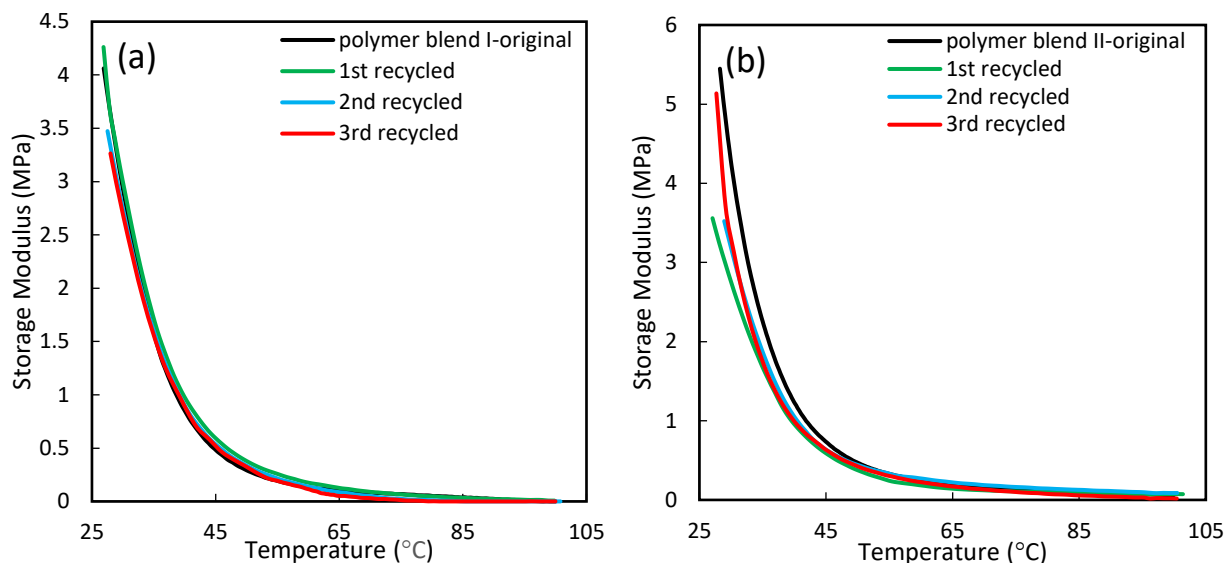 (a)
polymer blend I-original
1st recycled
2nd recycled
3rd recycled
Storage Modulus (MPa)
4.5
4
3.5
3
2.5
2
1.5
1
0.5
0
25
45
65
85
105
Temperature (°C)
(b)
polymer blend II-original
1st recycled
2nd recycled
3rd recycled
Storage Modulus (MPa)
6
5
4
3
2
1
0
25
45
65
85
105
Temperature (°C)